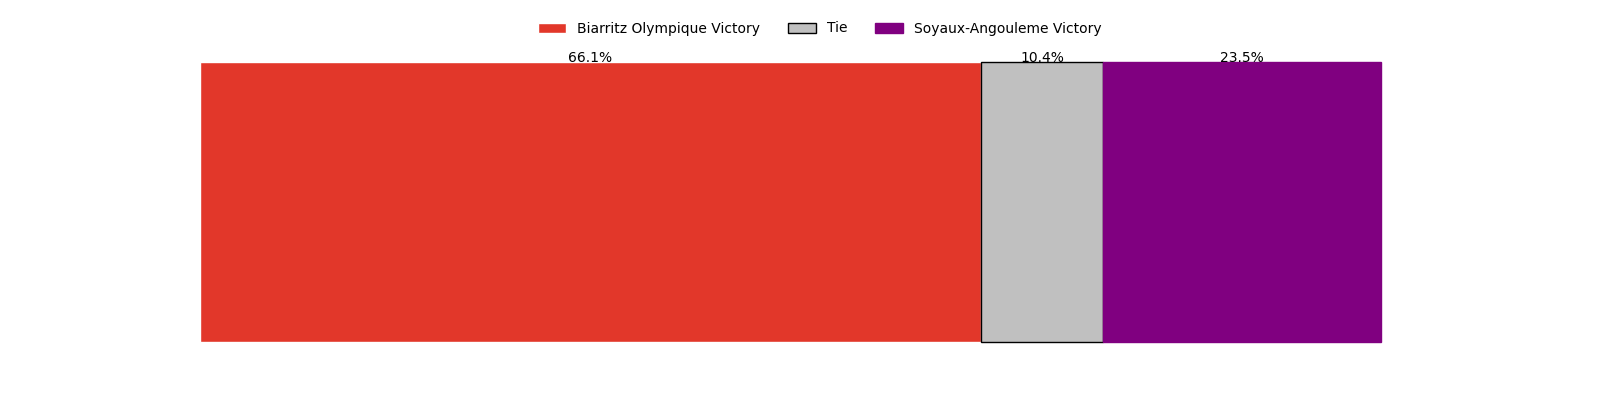 Biarritz Olympique Victory Tie Soyaux-Angouleme Victory
66.1% 10.4% 23.5%